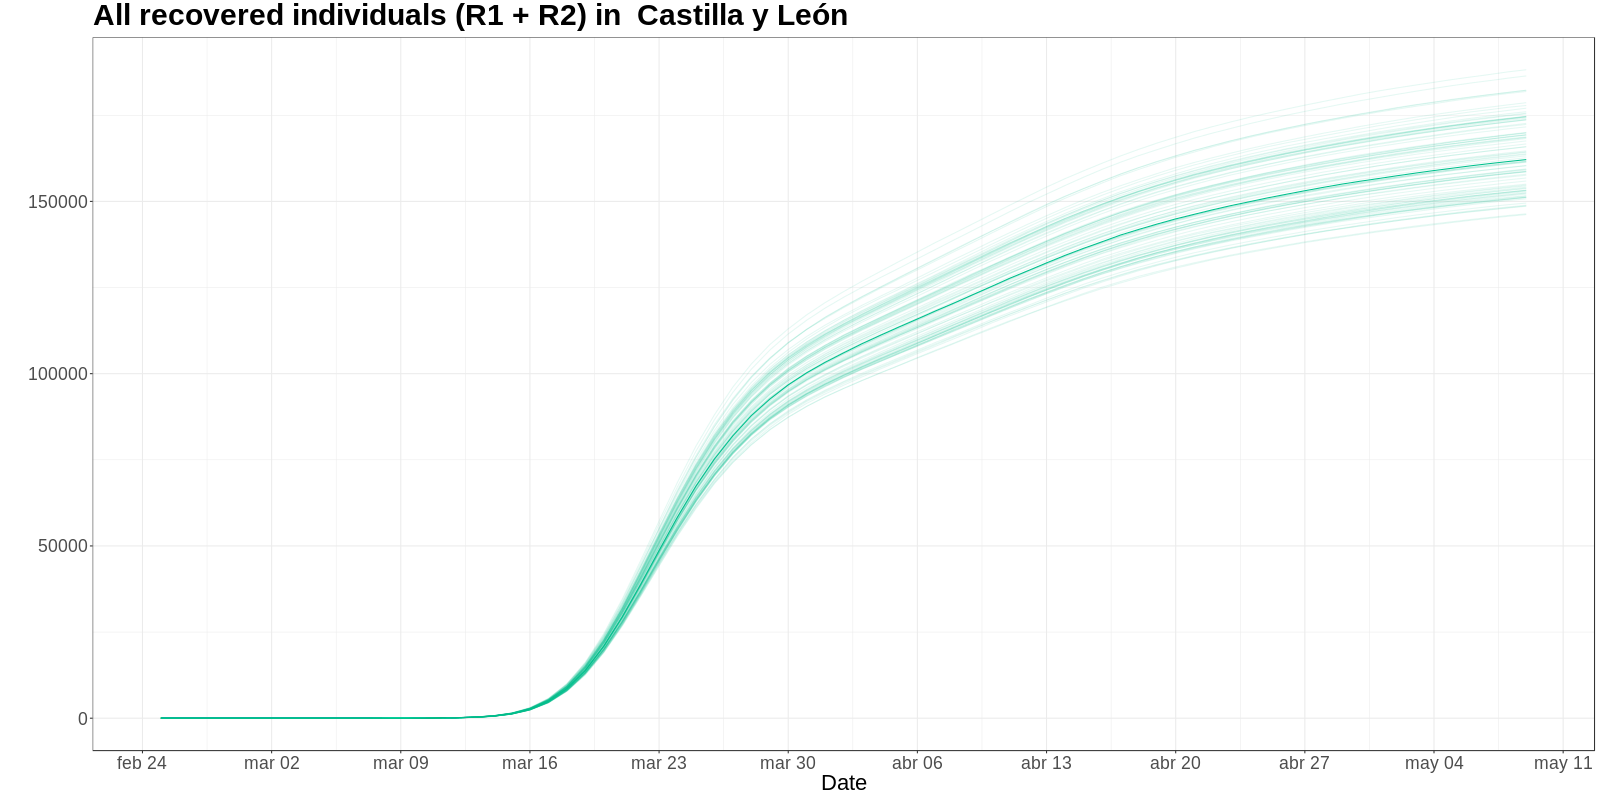 All recovered individuals (R1 + R2) in  Castilla y León
150000
100000
50000
0
feb 24 mar 02 mar 09 mar 16 mar 23 mar 30 abr 06 abr 13 abr 20 abr 27 may 04 may 11
Date